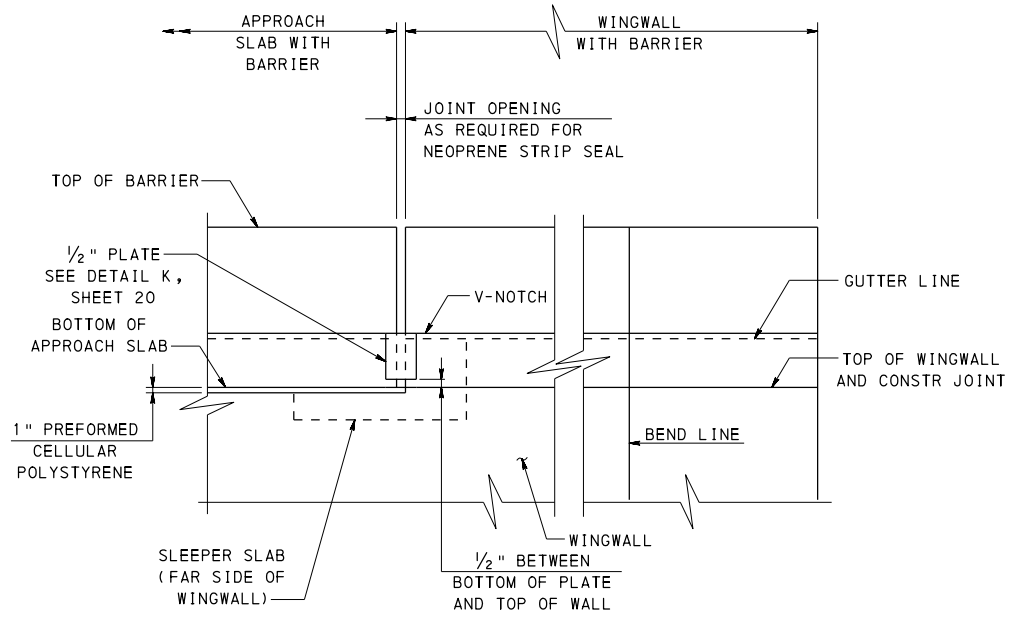 APPROACH
SLAB WITH
BARRIER
WINGWALL
WITH BARRIER
JOINT OPENING
AS REQUIRED FOR
NEOPRENE STRIP SEAL
TOP OF BARRIER
½" PLATE
SEE DETAIL K,
SHEET 20
BOTTOM OF
APPROACH SLAB
V-NOTCH
GUTTER LINE
TOP OF WINGWALL
AND CONSTR JOINT
1" PREFORMED
CELLULAR
POLYSTYRENE
BEND LINE
SLEEPER SLAB
(FAR SIDE OF
WINGWALL)
WINGWALL
½" BETWEEN
BOTTOM OF PLATE
AND TOP OF WALL